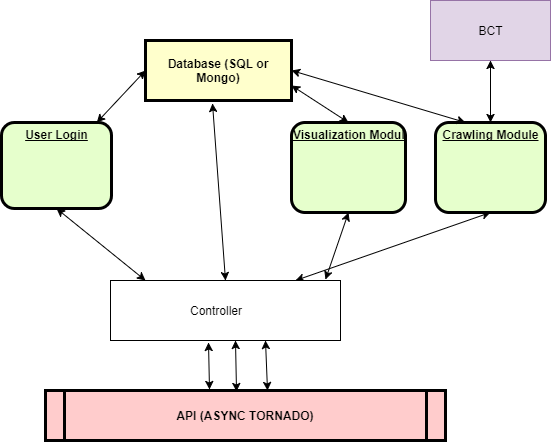 BCT
Database (SQL or
Mongo)
User Login
Visualization Modul
Crawling Module
Controller
API (ASYNC TORNADO)